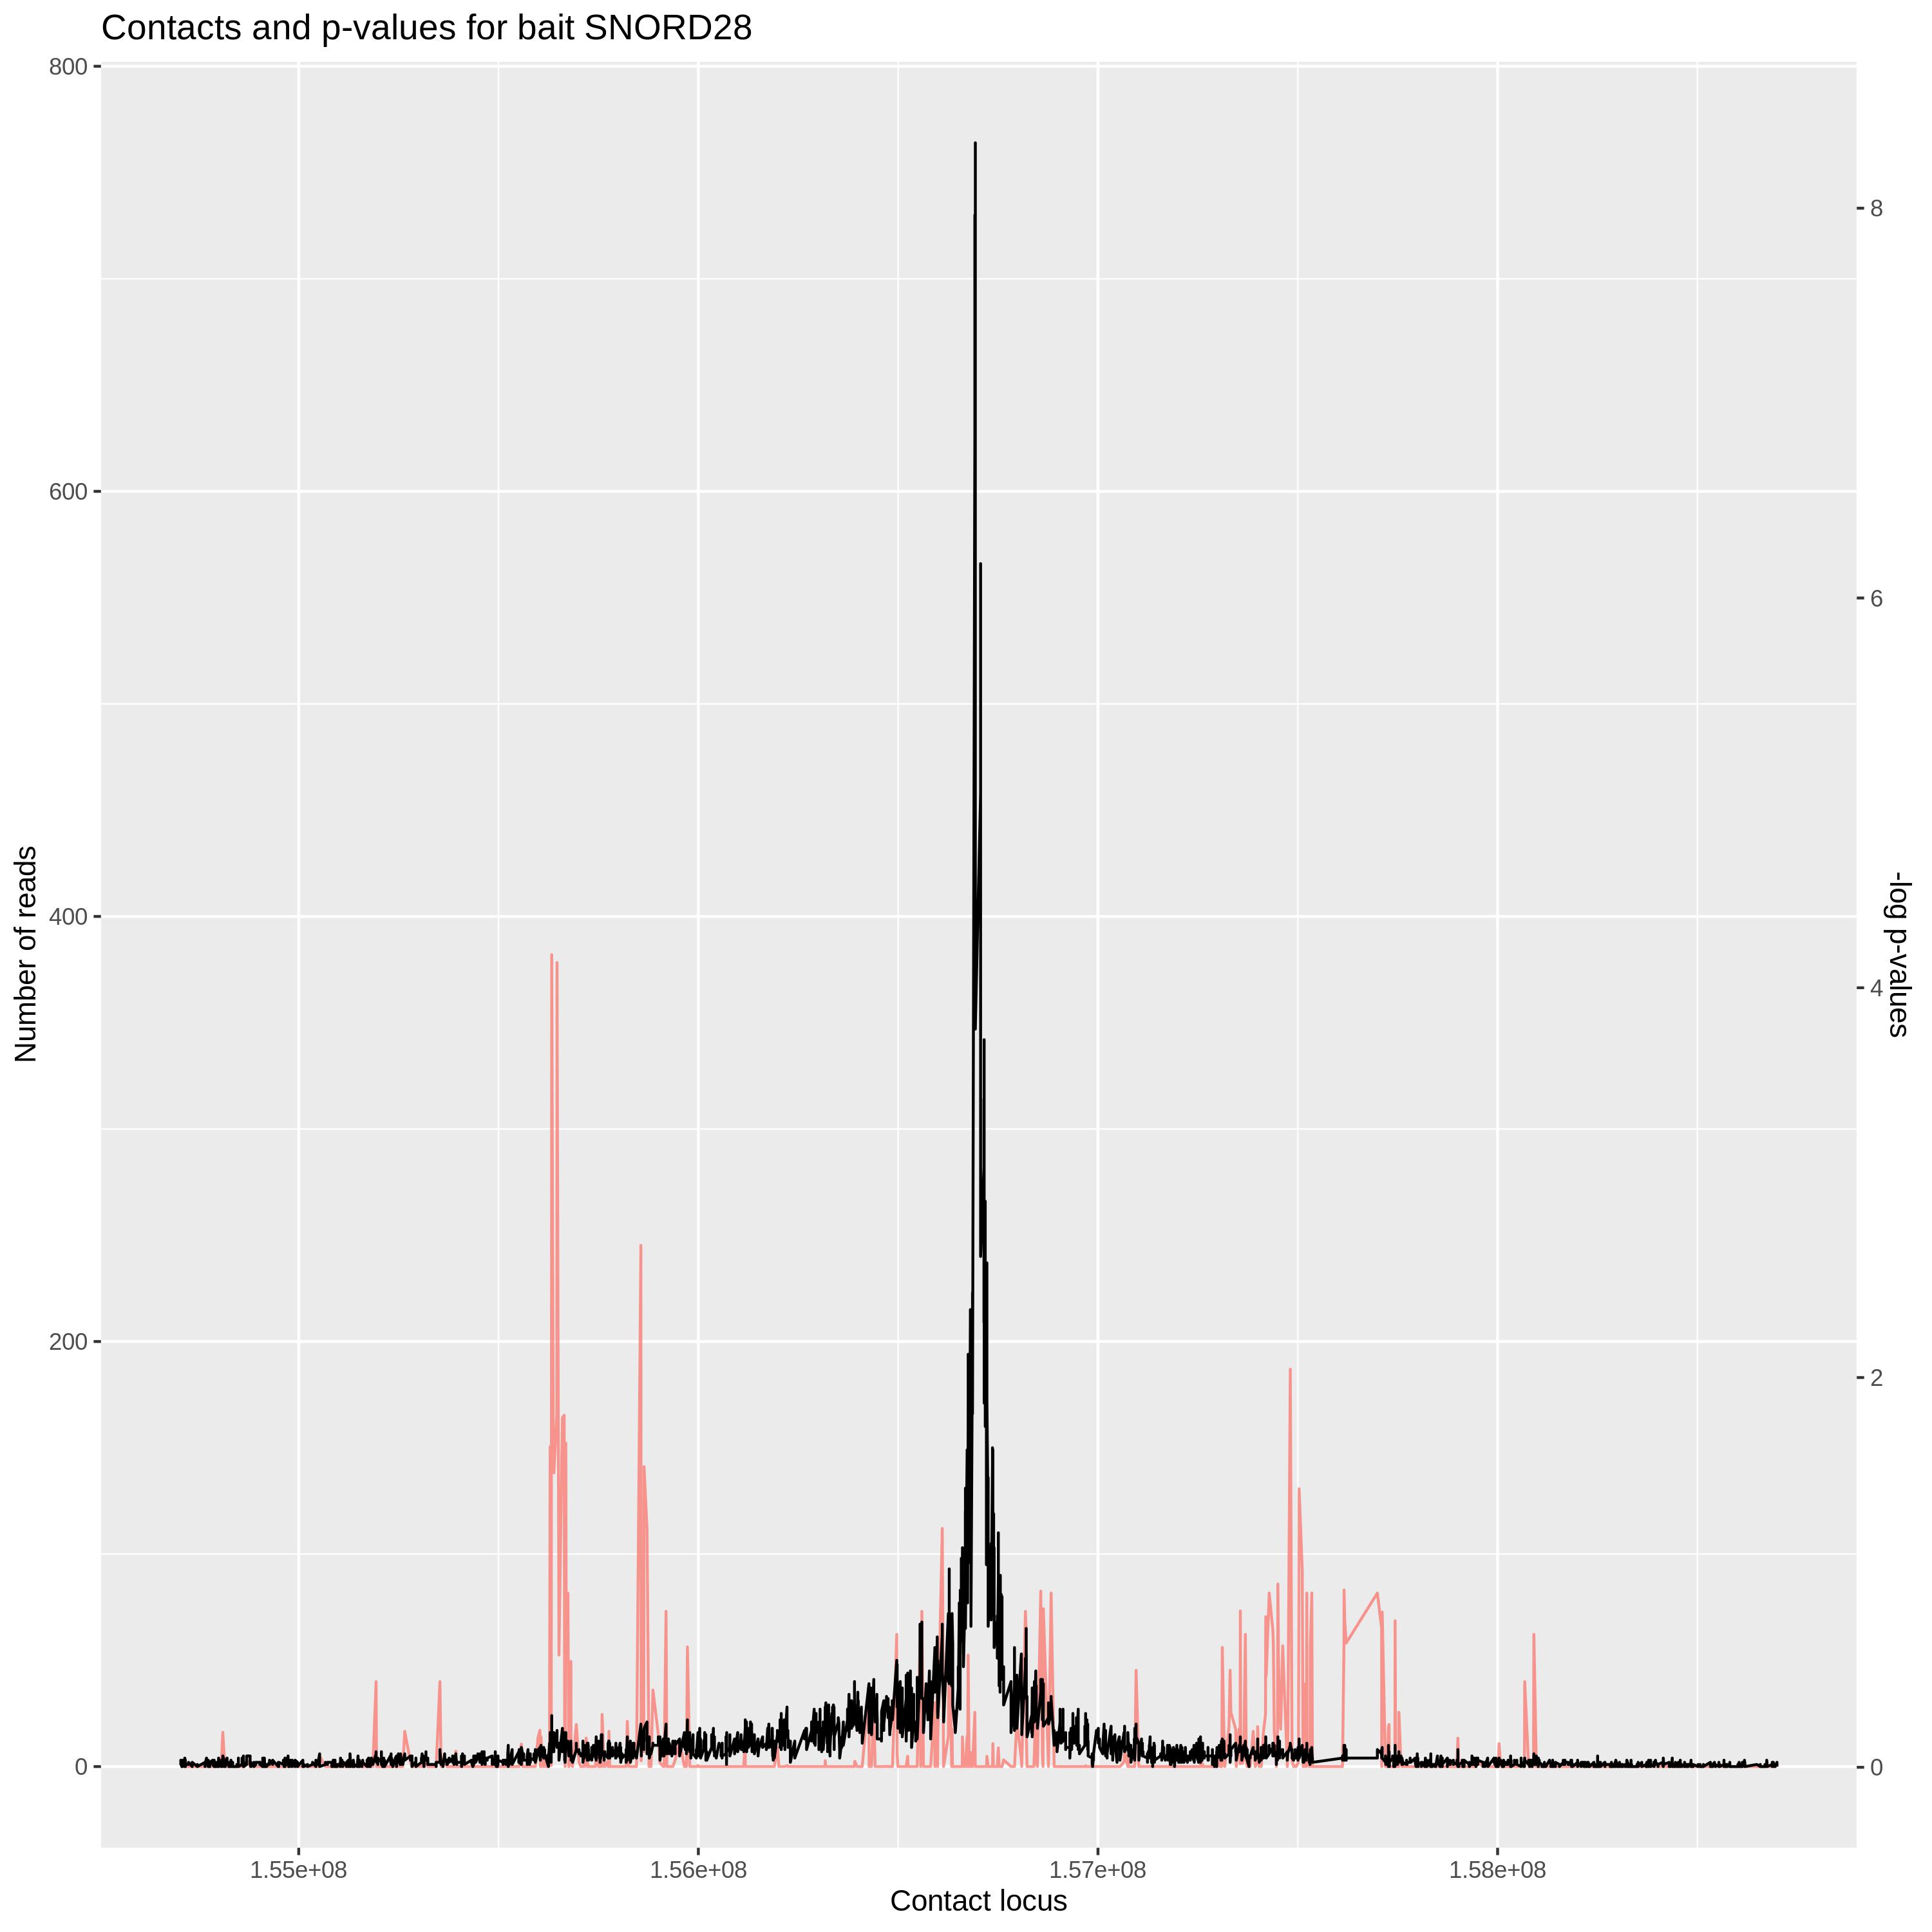 Contacts and p-values for bait SNORD28
800
600
400
200
0
Number of reads
8
6
4
2
0
-log p-values
1.55e+08 1.56e+08 1.57e+08 1.58e+08
Contact locus